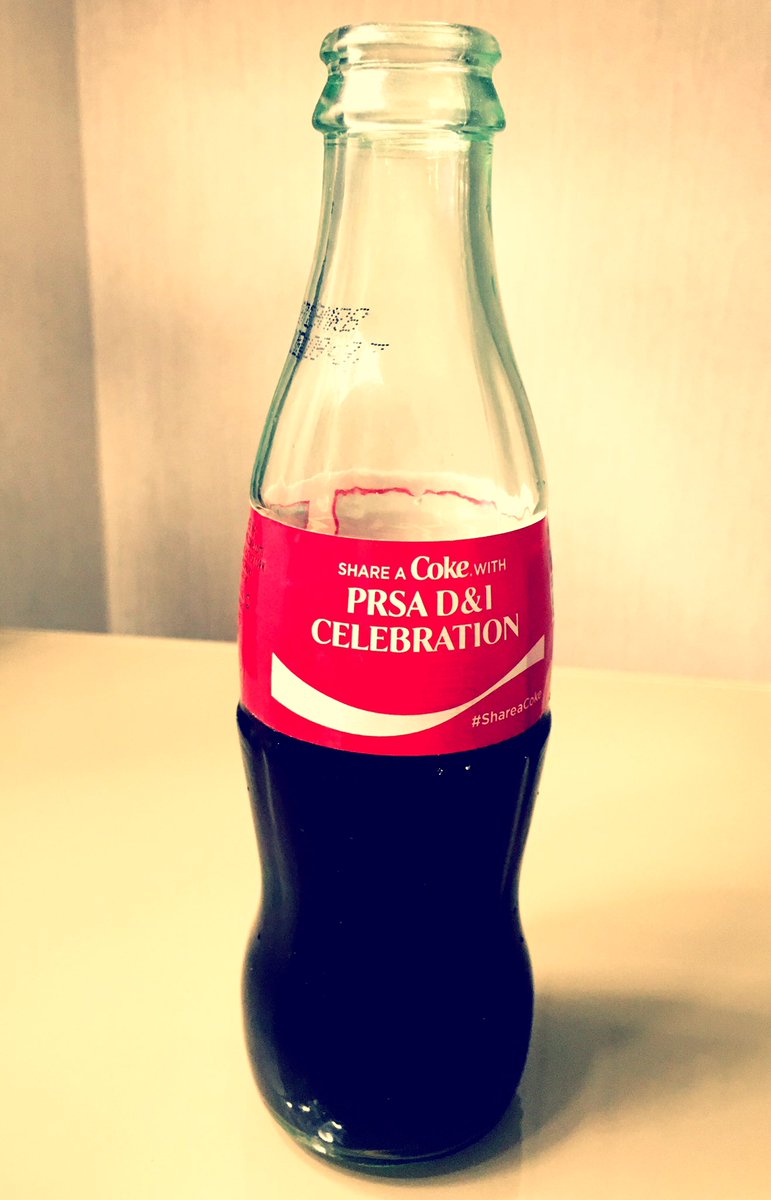 SHARE A Coke WITH
PRSA D&I
CELEBRATION
#ShareaCoke